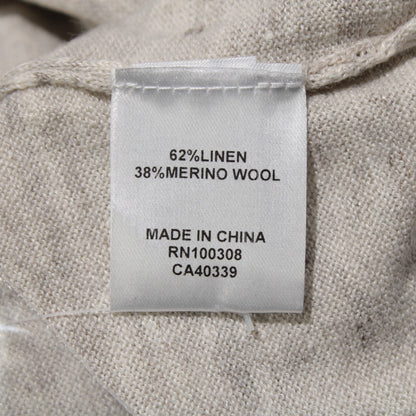 62%LINEN
38%MERINO WOOL
MADE IN CHINA
RN100308
CA40339